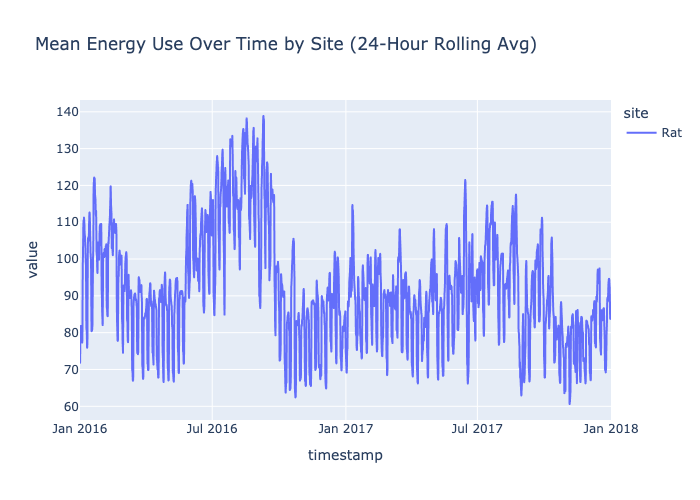 Mean Energy Use Over Time by Site (24-Hour Rolling Avg)
site
Rat
140
130
120
110
100
90
80
70
60
value
Jan 2016
Jul 2016
Jan 2017
Jul 2017
Jan 2018
timestamp